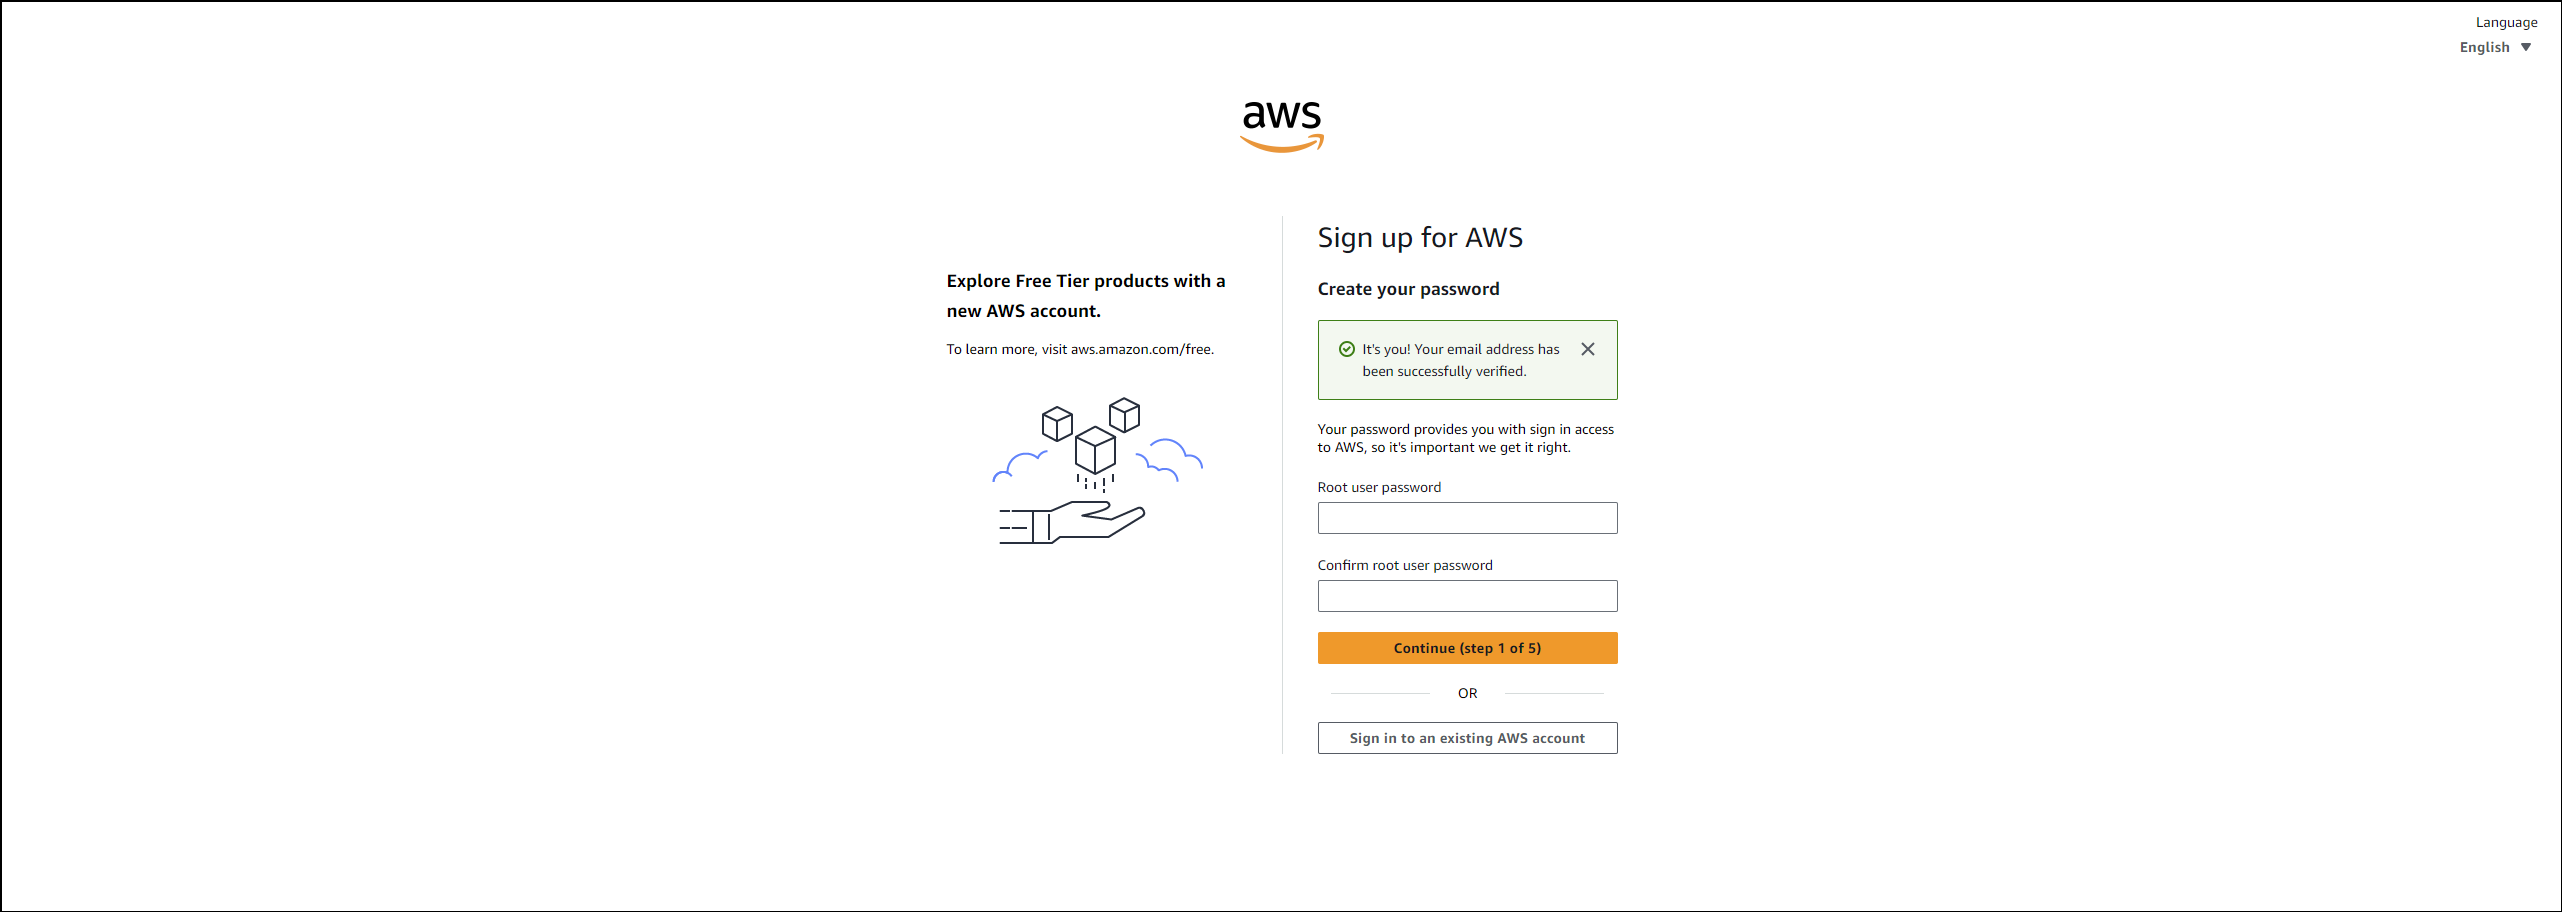 Language
English
aws
Explore Free Tier products with a
new AWS account.
To learn more, visit aws.amazon.com/free.
Sign up for AWS
Create your password
It's you! Your email address has
been successfully verified.
Your password provides you with sign in access
to AWS, so it's important we get it right.
Root user password
Confirm root user password
Continue (step 1 of 5)
OR
Sign in to an existing AWS account